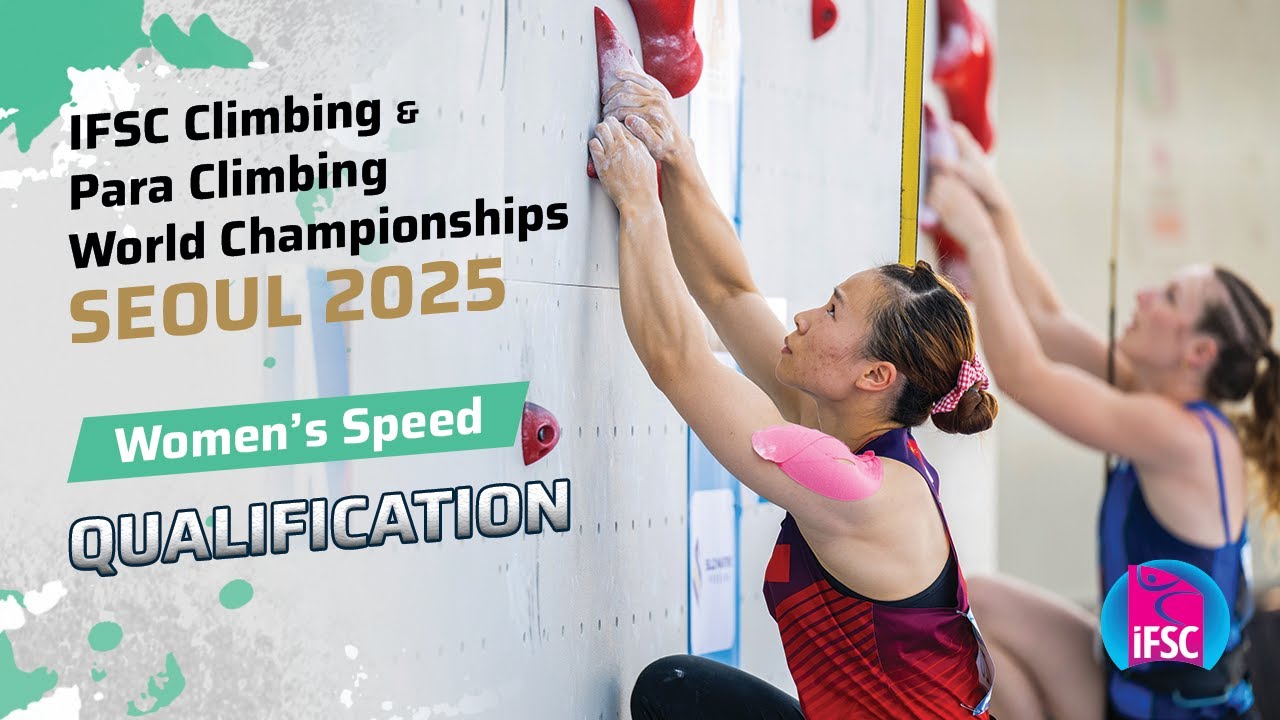 IFSC Climbing &
Para Climbing
World Championships
SEOUL 2025
Women's Speed
QUALIFICATION
iFSC